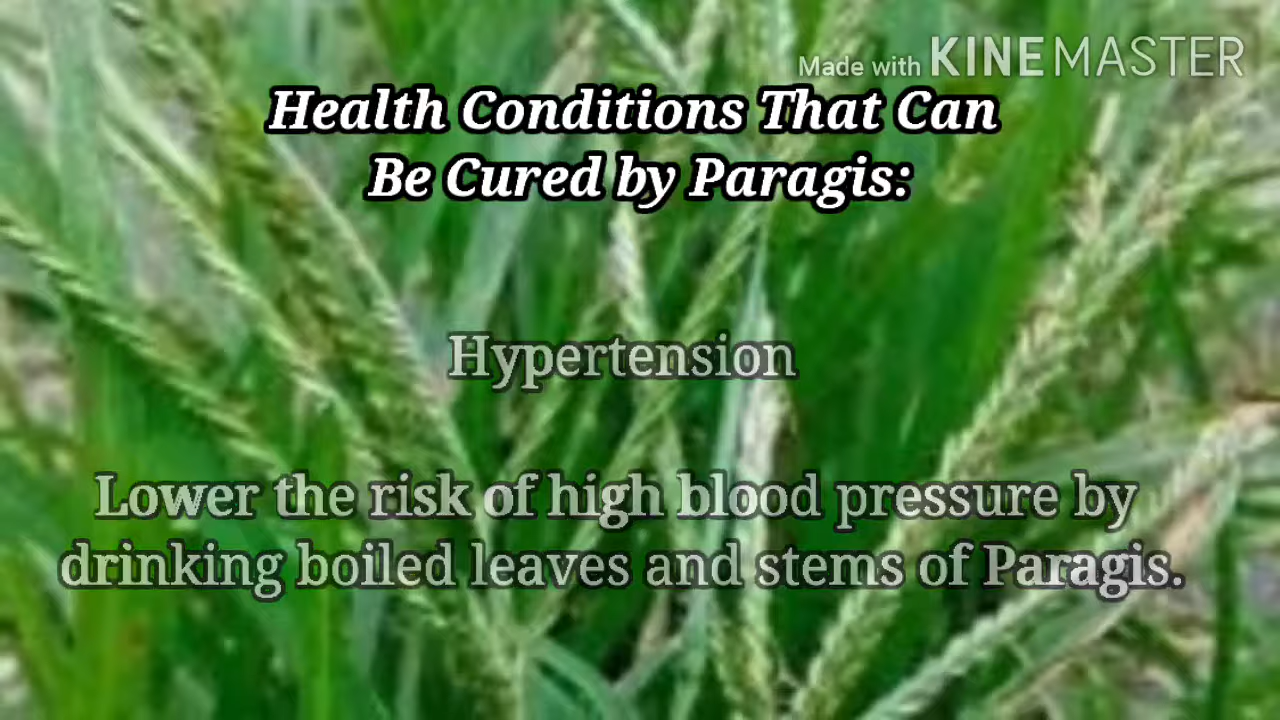 Made with KINEMASTER
Health Conditions That Can
Be Cured by Paragis:
Hypertension
Lower the risk of high blood pressure by
drinking boiled leaves and stems of Paragis.